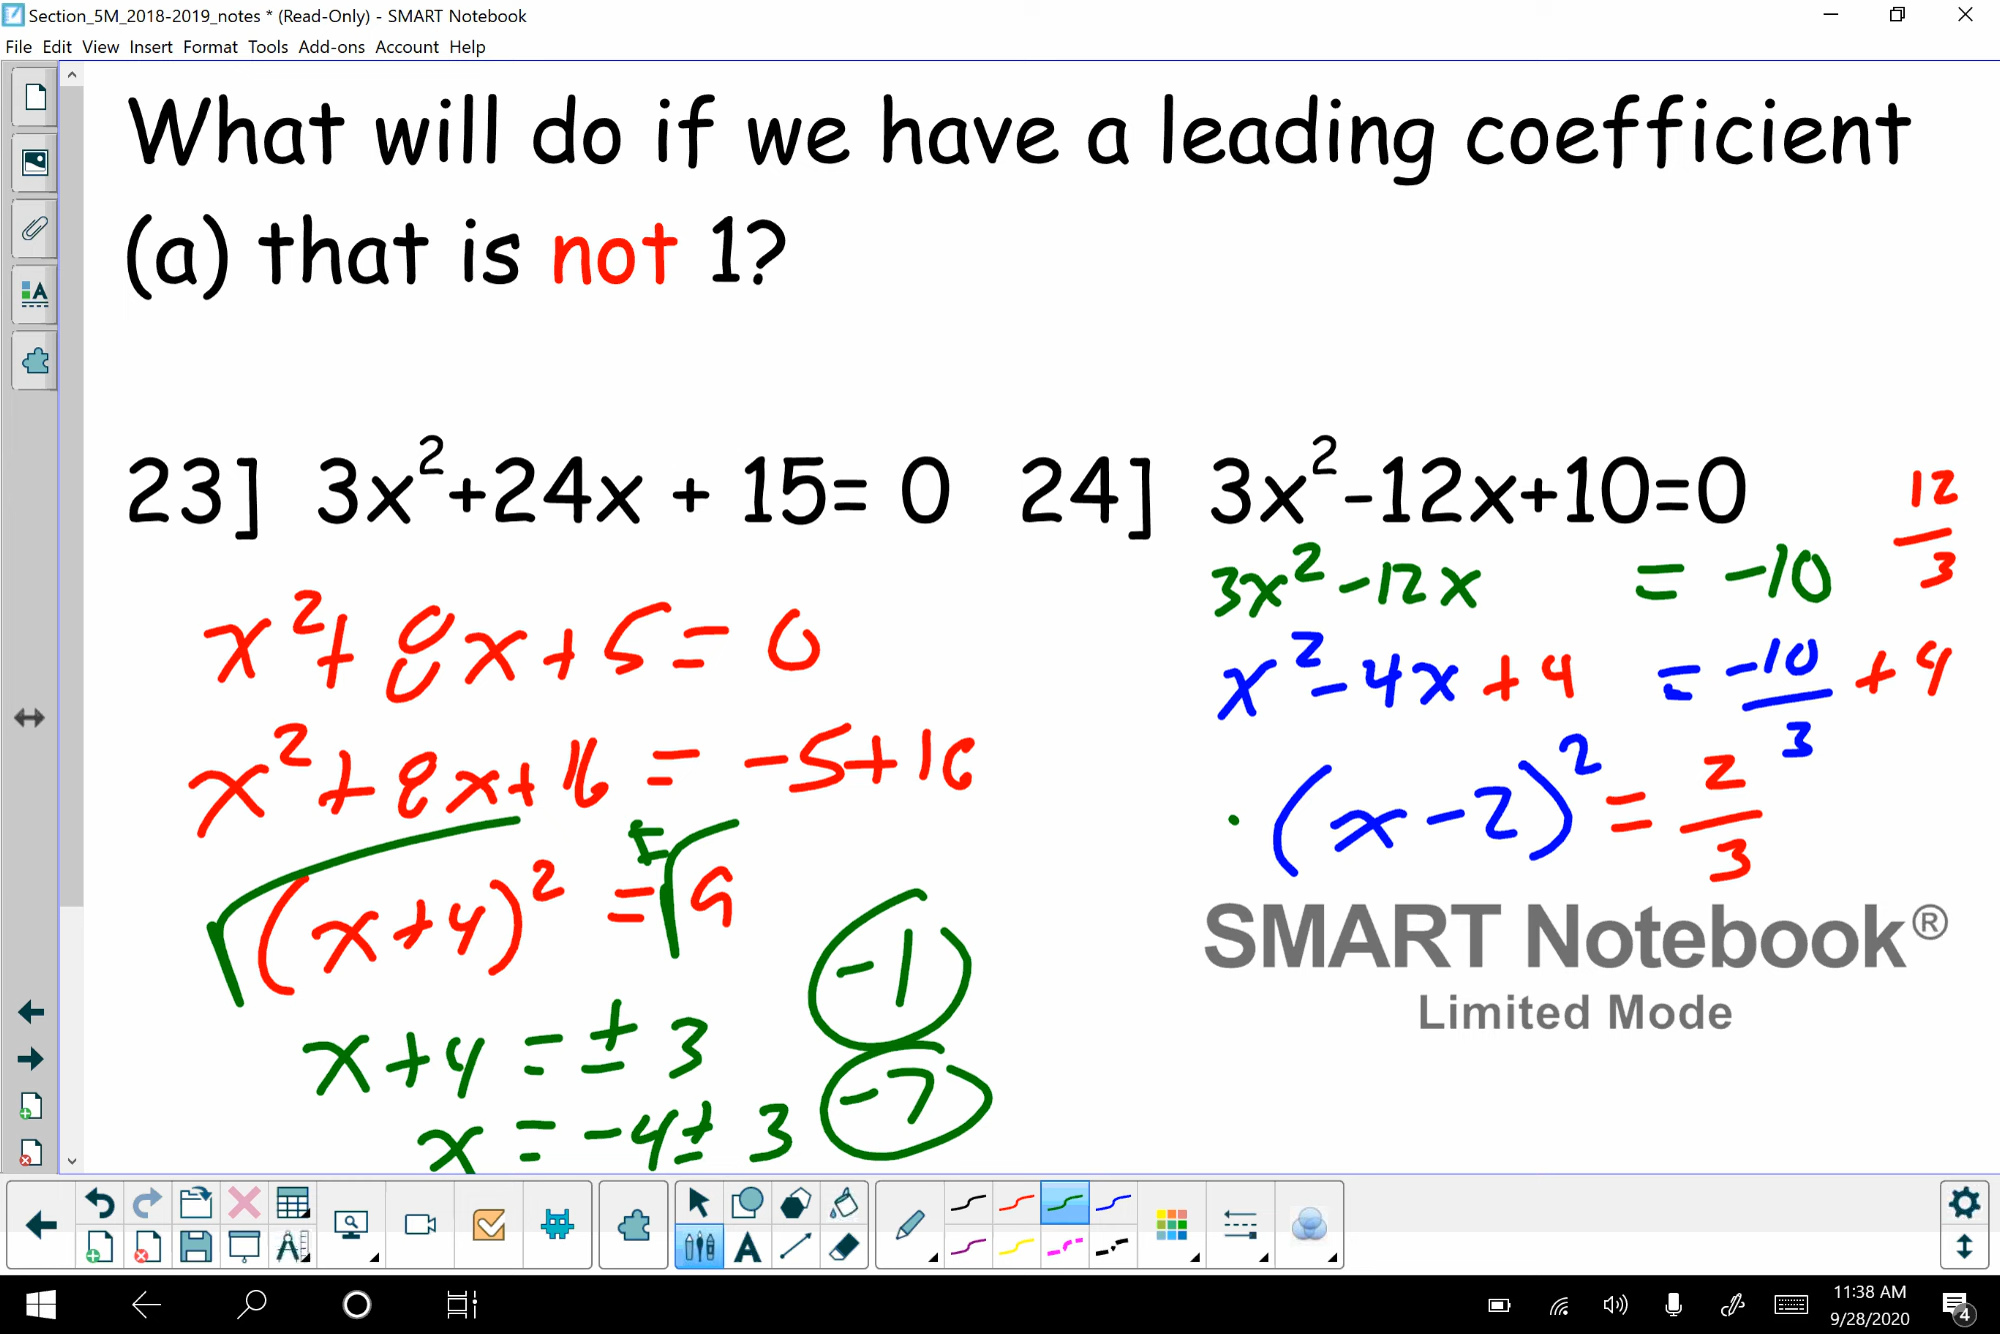 Section_5M_2018-2019_notes * (Read-Only) - SMART Notebook
File Edit View Insert Format Tools Add-ons Account Help
What will do if we have a leading coefficient
(a) that is not 1?
23] 3x²+24x + 15= 0
x²+8x+5=0
x²+8x+16=-5+16
√(x+4)²=±√9
x+4=±3
x=-4±3
-1
-7
24] 3x²-12x+10=0
12/3
3x²-12x = -10
x²-4x+4 = -10/3 +4
(x-2)²=2/3
SMART Notebook®
Limited Mode
11:38 AM
9/28/2020
4